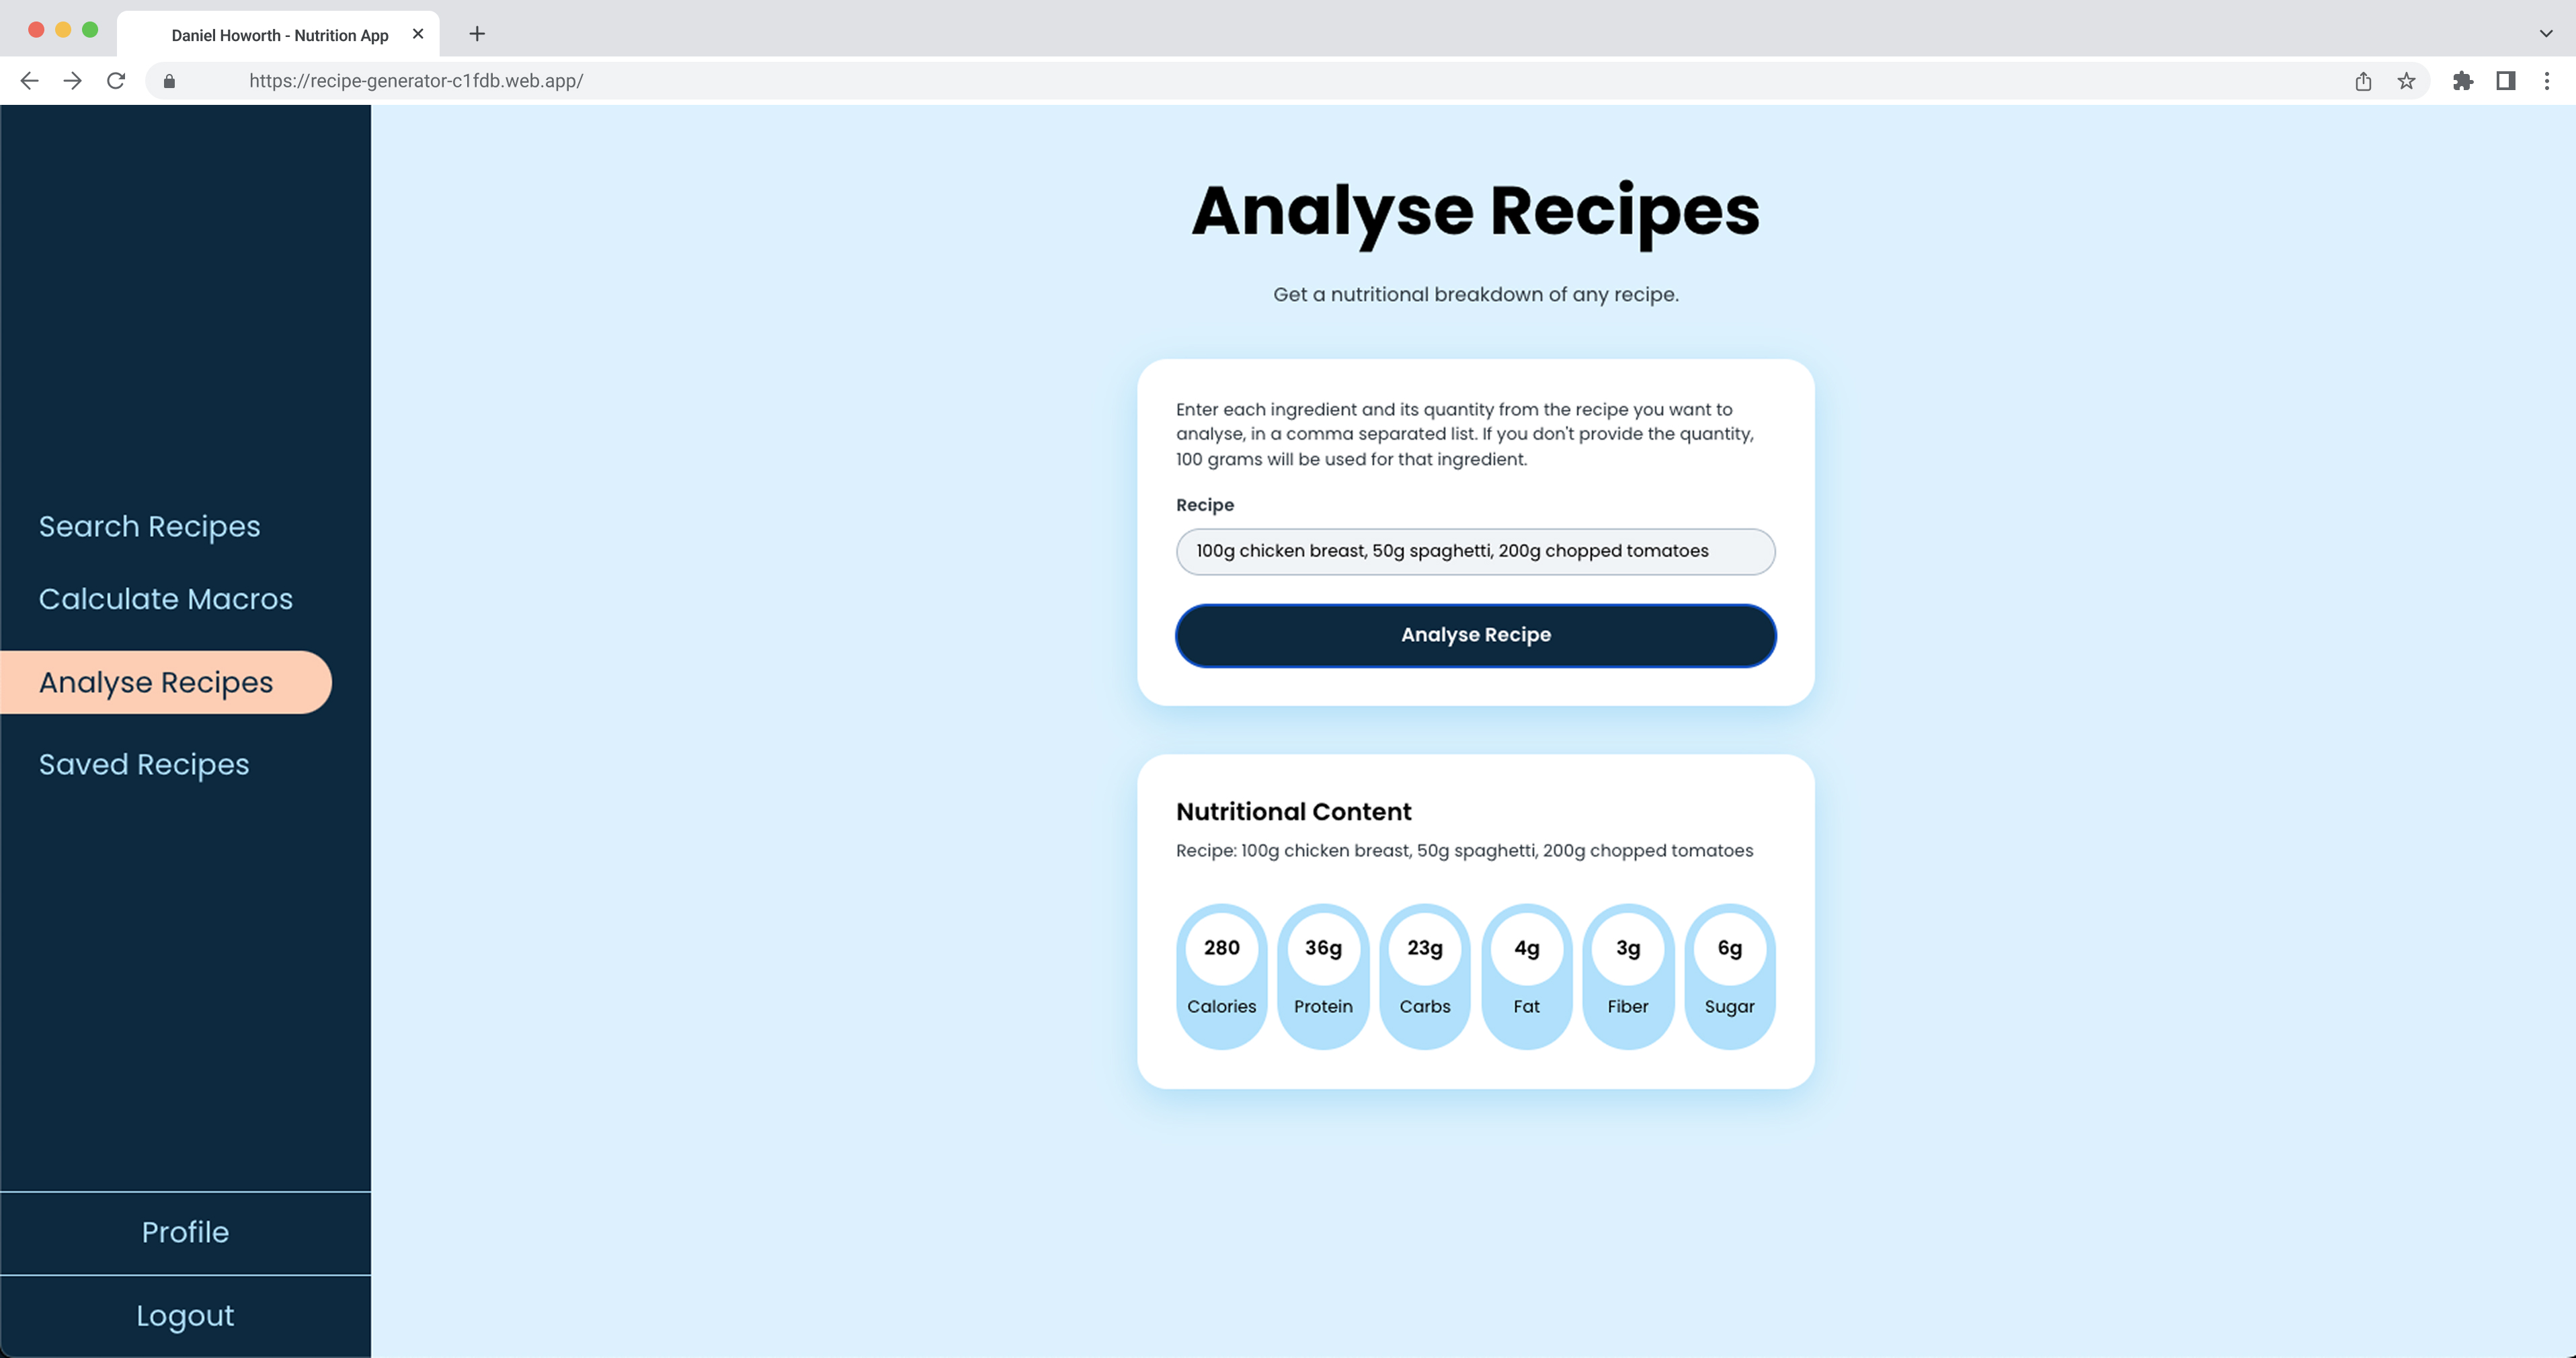 Daniel Howorth - Nutrition App
https://recipe-generator-c1fdb.web.app/
Search Recipes
Calculate Macros
Analyse Recipes
Saved Recipes
Profile
Logout
Analyse Recipes
Get a nutritional breakdown of any recipe.
Enter each ingredient and its quantity from the recipe you want to
analyse, in a comma separated list. If you don't provide the quantity,
100 grams will be used for that ingredient.
Recipe
100g chicken breast, 50g spaghetti, 200g chopped tomatoes
Analyse Recipe
Nutritional Content
Recipe: 100g chicken breast, 50g spaghetti, 200g chopped tomatoes
280 36g 23g 4g 3g 6g
Calories Protein Carbs Fat Fiber Sugar